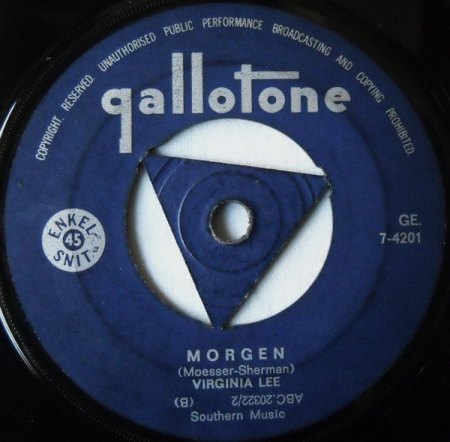 COPYRIGHT. RESERVED. UNAUTHORISED PUBLIC PERFORMANCE BROADCASTING AND COPYING PROHIBITED.
gallotone
ENKEL
45
SNIT
GE.
7-4201
MORGEN
(Moesser-Sherman)
VIRGINIA LEE
ABC.20322/2 (B)
Southern Music